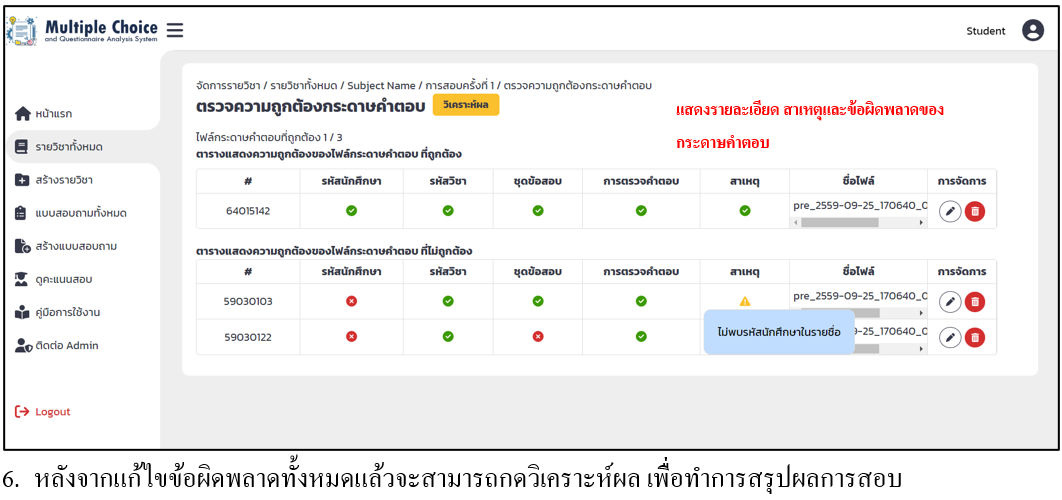 Multiple Choice
and Questionnaire Analysis System
Student
หน้าแรก
รายวิชาทั้งหมด
สร้างรายวิชา
แบบสอบถามทั้งหมด
สร้างแบบสอบถาม
ดูคะแนนสอบ
คู่มือการใช้งาน
ติดต่อ Admin
Logout
จัดการรายวิชา / รายวิชาทั้งหมด / Subject Name / การสอบครั้งที่ 1 / ตรวจความถูกต้องกระดาษคำตอบ
ตรวจความถูกต้องกระดาษคำตอบ วิเคราะห์ผล
แสดงรายละเอียด สาเหตุและข้อผิดพลาดของ
กระดาษคำตอบ
ไฟล์กระดาษคำตอบที่ถูกต้อง 1 / 3
ตารางแสดงความถูกต้องของไฟล์กระดาษคำตอบ ที่ถูกต้อง
# รหัสนักศึกษา รหัสวิชา ชุดข้อสอบ การตรวจคำตอบ สาเหตุ ชื่อไฟล์ การจัดการ
64015142 pre_2559-09-25_170640_0
ตารางแสดงความถูกต้องของไฟล์กระดาษคำตอบ ที่ไม่ถูกต้อง
# รหัสนักศึกษา รหัสวิชา ชุดข้อสอบ การตรวจคำตอบ สาเหตุ ชื่อไฟล์ การจัดการ
59030103 pre_2559-09-25_170640_0
59030122 ไม่พบรหัสนักศึกษาในรายชื่อ 9-25_170640_0
6. หลังจากแก้ไขข้อผิดพลาดทั้งหมดแล้วจะสามารถกดวิเคราะห์ผล เพื่อทำการสรุปผลการสอบ